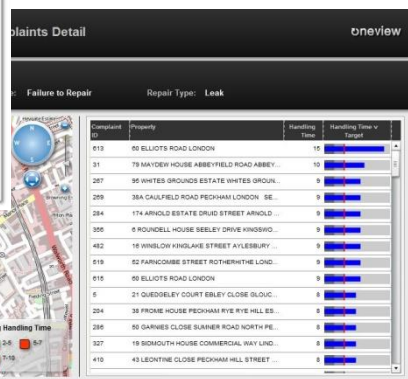 plaints Detail
oneview
e: Failure to Repair
Repair Type: Leak
Complaint ID Property Handling Time Handling Time v Target
613 60 ELLIOTS ROAD LONDON 15
31 79 MAYDEW HOUSE ABBEYFIELD ROAD ABBEY... 10
267 95 WHITES GROUNDS ESTATE WHITES GROUN... 9
269 38A CAULFIELD ROAD PECKHAM LONDON SE... 9
284 174 ARNOLD ESTATE DRUID STREET ARNOLD ... 9
356 6 ROUNDELL HOUSE SEELEY DRIVE KINGSWO... 9
482 16 WINSLOW KINGLAKE STREET AYLESBURY ... 9
519 52 FARNCOMBE STREET ROTHERHITHE LOND... 9
615 60 ELLIOTS ROAD LONDON 9
5 21 QUEDGELEY COURT EBLEY CLOSE GLOUC... 8
284 38 FROME HOUSE PECKHAM RYE RYE HILL ES... 8
286 50 GARNIES CLOSE SUMNER ROAD NORTH PE... 8
327 19 SIDMOUTH HOUSE COMMERCIAL WAY LIND... 8
410 43 LEONTINE CLOSE PECKHAM HILL STREET ... 8
N
W E
S
Handling Time
5-7
7-13